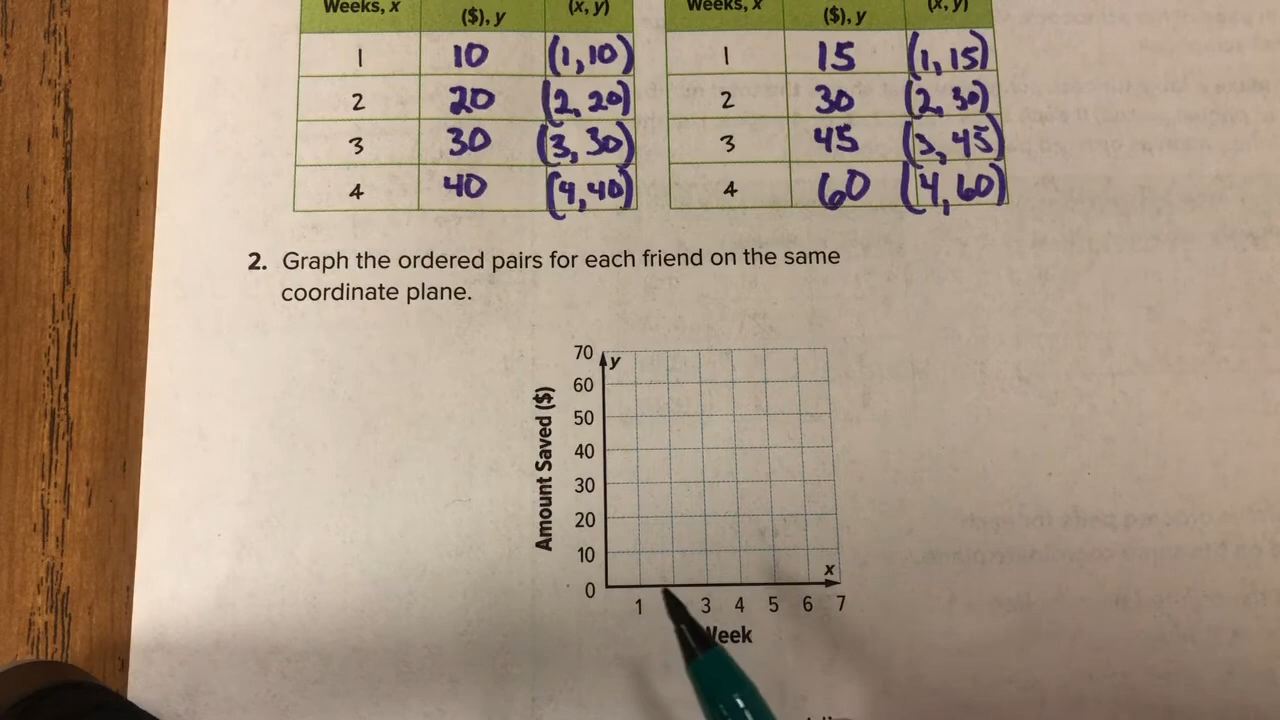 Weeks, x ($), y (x, y) Weeks, x ($), y (x, y)
1 10 (1,10) 1 15 (1,15)
2 20 (2,20) 2 30 (2,30)
3 30 (3,30) 3 45 (3,45)
4 40 (4,40) 4 60 (4,60)
2. Graph the ordered pairs for each friend on the same
coordinate plane.
70 y
60
50
40
30
20
10
0 x
Amount Saved ($)
1 3 4 5 6 7
Week